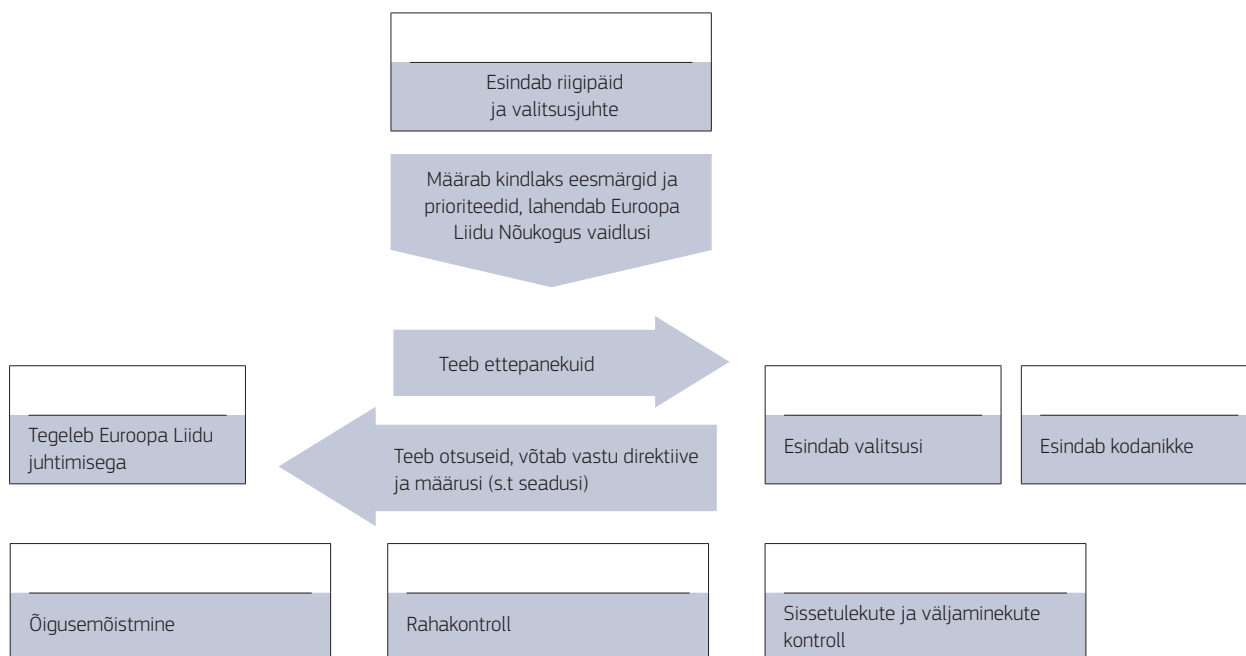 Esindab riigipäid
ja valitsusjuhte
Määrab kindlaks eesmärgid ja
prioriteedid, lahendab Euroopa
Liidu Nõukogus vaidlusi
Teeb ettepanekuid
Tegeleb Euroopa Liidu
juhtimisega
Teeb otsuseid, võtab vastu direktiive
ja määrusi (s.t seadusi)
Esindab valitsusi
Esindab kodanikke
Õigusemõistmine
Rahakontroll
Sissetulekute ja väljaminekute
kontroll